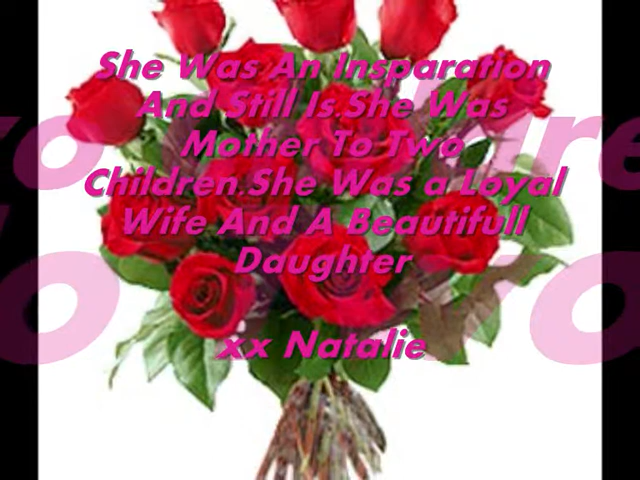 She Was An Insparation
And Still Is.She Was
Mother To Two
Children.She Was a Loyal
Wife And A Beautifull
Daughter
xx Natalie